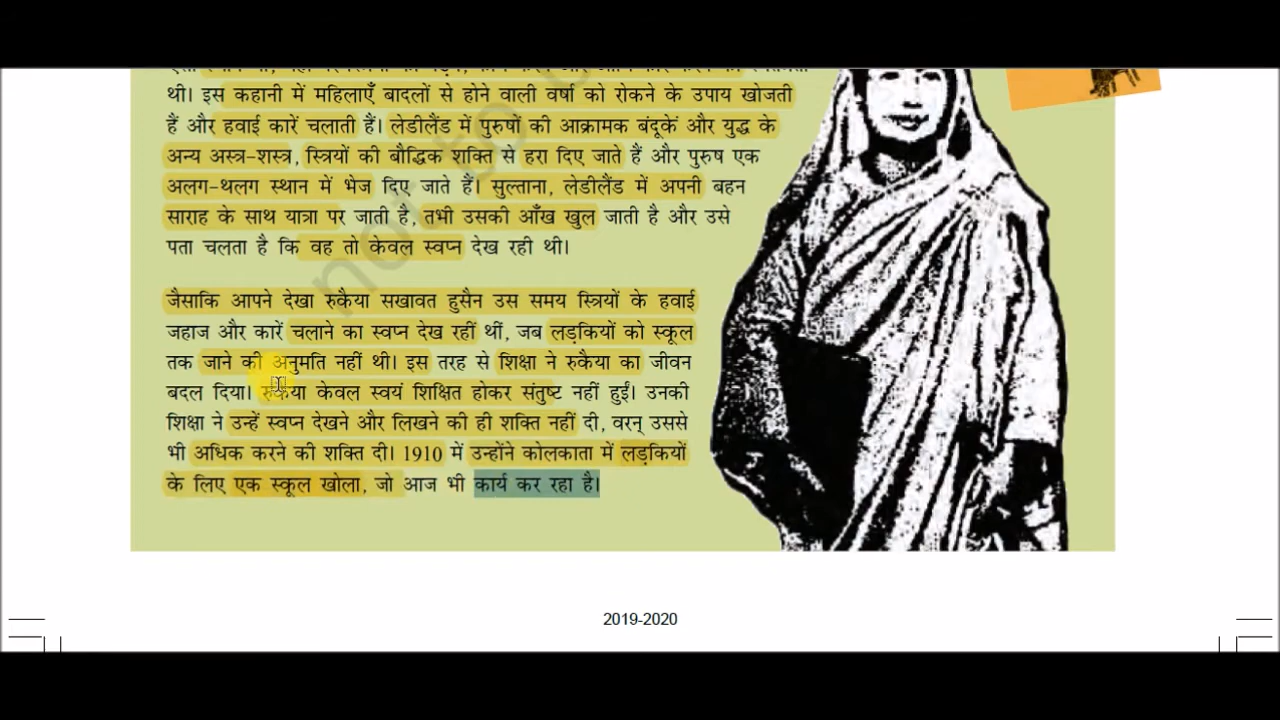 थी। इस कहानी में महिलाएँ बादलों से होने वाली वर्षा को रोकने के उपाय खोजती
हैं और हवाई कारें चलाती हैं। लेडीलैंड में पुरुषों की आक्रामक बंदूकें और युद्ध के
अन्य अस्त्र-शस्त्र, स्त्रियों की बौद्धिक शक्ति से हरा दिए जाते हैं और पुरुष एक
अलग-थलग स्थान में भेज दिए जाते हैं। सुल्ताना, लेडीलैंड में अपनी बहन
साराह के साथ यात्रा पर जाती है, तभी उसकी आँख खुल जाती है और उसे
पता चलता है कि वह तो केवल स्वप्न देख रही थी।
जैसाकि आपने देखा रुकैया सखावत हुसैन उस समय स्त्रियों के हवाई
जहाज और कारें चलाने का स्वप्न देख रहीं थीं, जब लड़कियों को स्कूल
तक जाने की अनुमति नहीं थी। इस तरह से शिक्षा ने रुकैया का जीवन
बदल दिया। रुकैया केवल स्वयं शिक्षित होकर संतुष्ट नहीं हुईं। उनकी
शिक्षा ने उन्हें स्वप्न देखने और लिखने की ही शक्ति नहीं दी, वरन् उससे
भी अधिक करने की शक्ति दी। 1910 में उन्होंने कोलकाता में लड़कियों
के लिए एक स्कूल खोला, जो आज भी कार्य कर रहा है।
not to
2019-2020